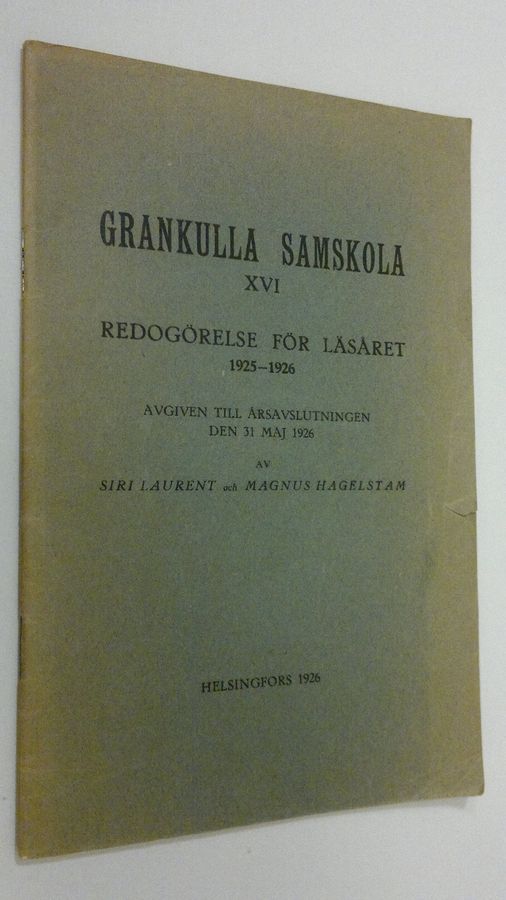 GRANKULLA SAMSKOLA
XVI
REDOGÖRELSE FÖR LÄSÅRET
1925—1926
AVGIVEN TILL ÅRSAVSLUTNINGEN
DEN 31 MAJ 1926
AV
SIRI LAURENT och MAGNUS HAGELSTAM
HELSINGFORS 1926